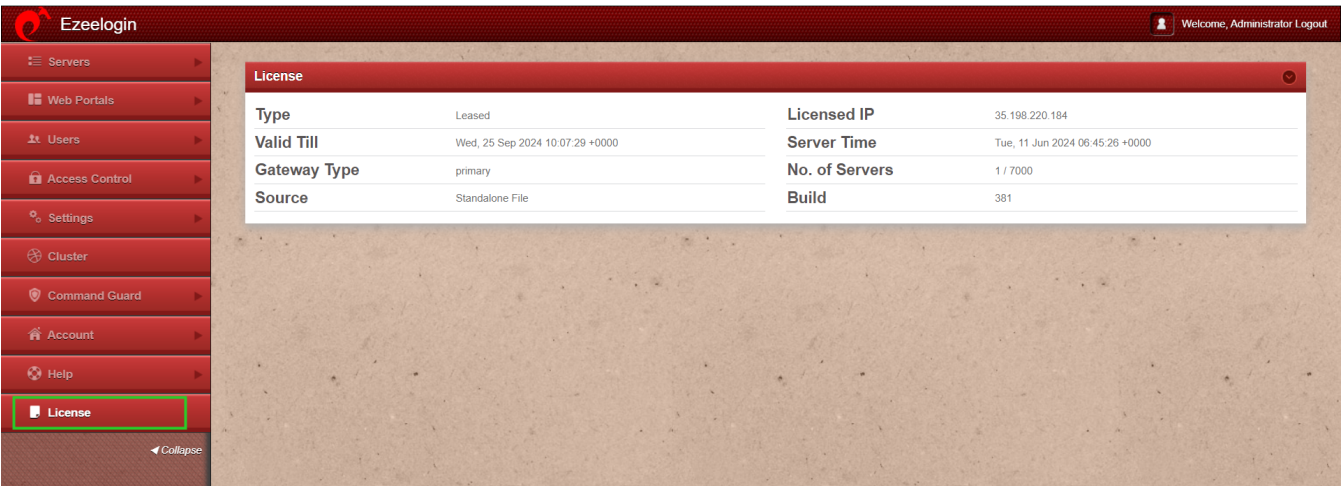 Ezeelogin
Welcome, Administrator Logout
Servers
Web Portals
Users
Access Control
Settings
Cluster
Command Guard
Account
Help
License
Collapse
License
Type Leased Licensed IP 35.198.220.184
Valid Till Wed, 25 Sep 2024 10:07:29 +0000 Server Time Tue, 11 Jun 2024 06:45:26 +0000
Gateway Type primary No. of Servers 1 / 7000
Source Standalone File Build 381